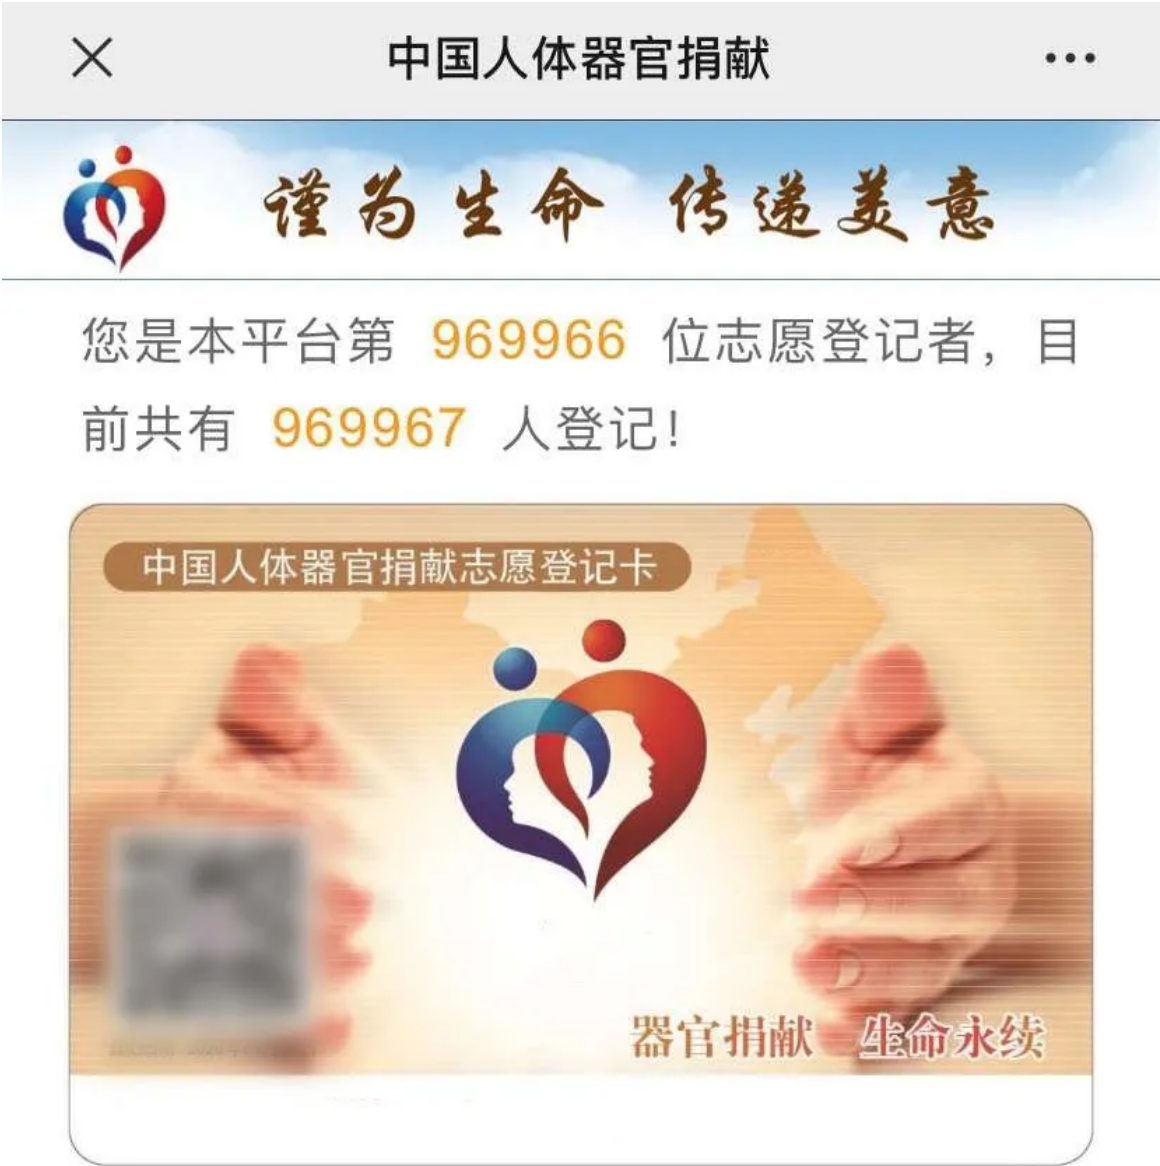 中国人体器官捐献
谨为生命 传递美意
您是本平台第 969966 位志愿登记者，目
前共有 969967 人登记！
中国人体器官捐献志愿登记卡
器官捐献 生命永续